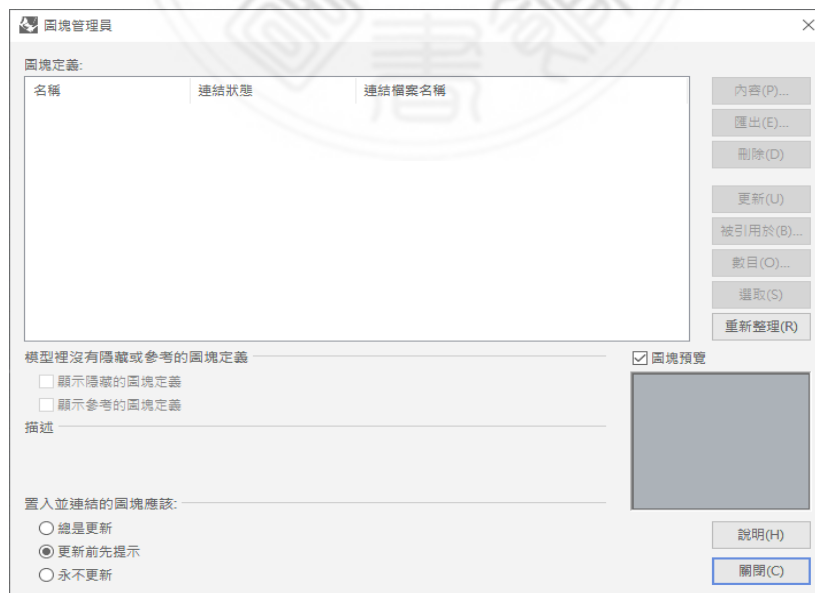 圖塊管理員
圖塊定義:
名稱 連結狀態 連結檔案名稱
內容(P)...
匯出(E)...
刪除(D)
更新(U)
被引用於(B)...
數目(O)...
選取(S)
重新整理(R)
模型裡沒有隱藏或參考的圖塊定義
顯示隱藏的圖塊定義
顯示參考的圖塊定義
圖塊預覽
描述
置入並連結的圖塊應該:
總是更新
更新前先提示
永不更新
說明(H)
關閉(C)